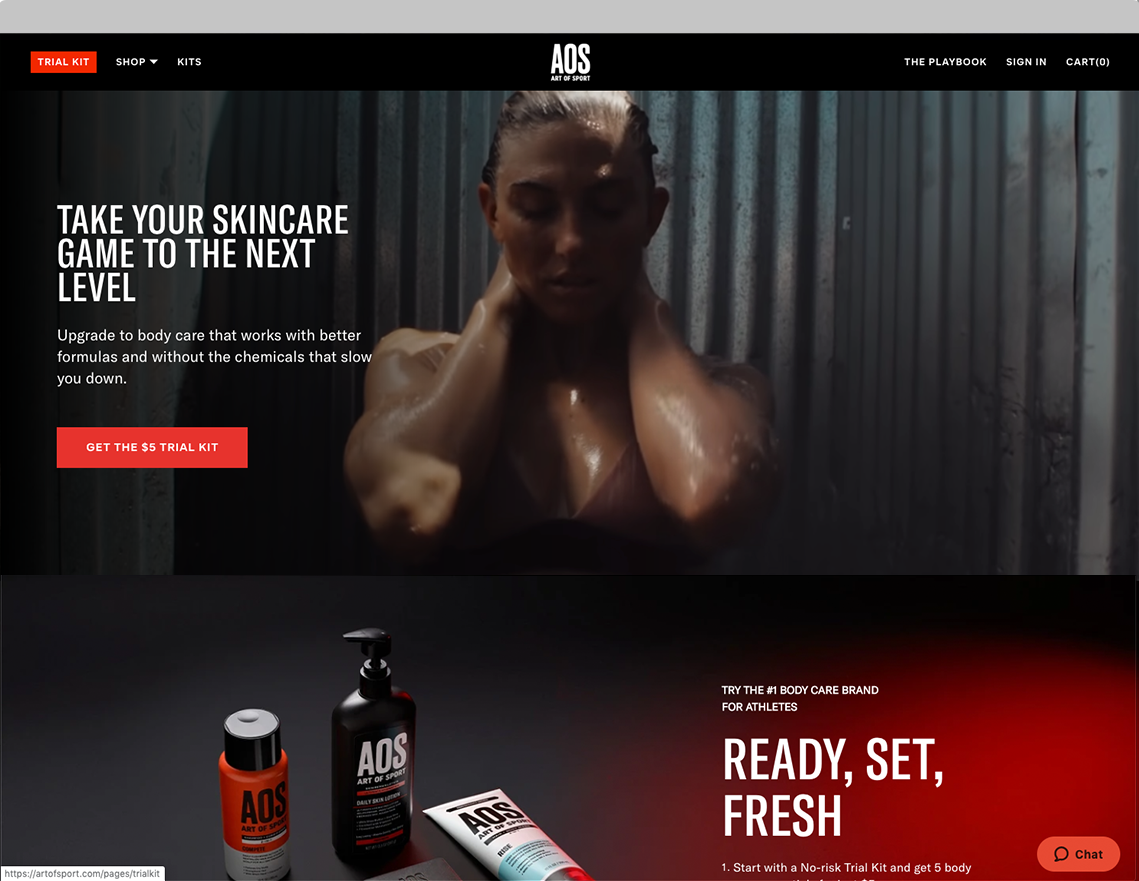 TRIAL KIT SHOP KITS AOS ART OF SPORT THE PLAYBOOK SIGN IN CART(0)
TAKE YOUR SKINCARE
GAME TO THE NEXT
LEVEL
Upgrade to body care that works with better
formulas and without the chemicals that slow
you down.
GET THE $5 TRIAL KIT
TRY THE #1 BODY CARE BRAND
FOR ATHLETES
READY, SET,
FRESH
1. Start with a No-risk Trial Kit and get 5 body
AOS
ART OF SPORT
COMPETE
AOS
ART OF SPORT
DAILY SKIN LOTION
AOS
ART OF SPORT
RISE
Chat
https://artofsport.com/pages/trialkit